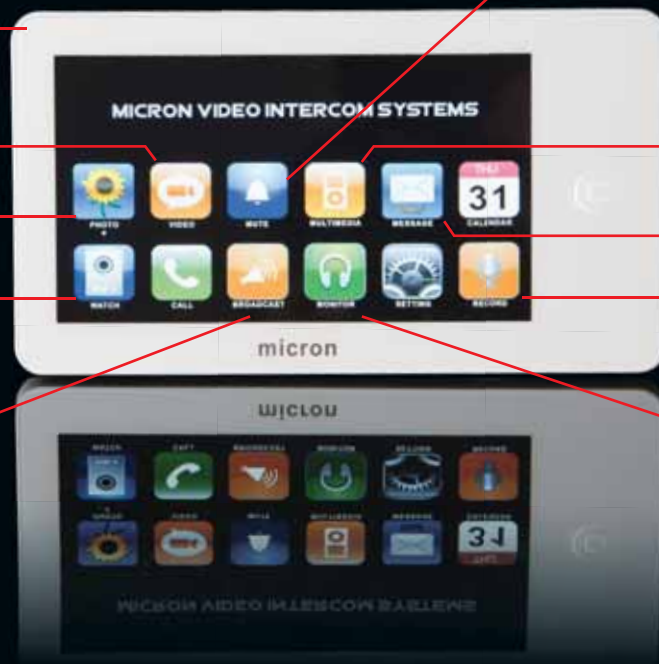 MICRON VIDEO INTERCOM SYSTEMS
PHOTO VIDEO MUTE MULTIMEDIA MESSAGE CALENDAR
THU
31
WATCH CALL BROADCAST MONITOR SETTING RECORD
micron